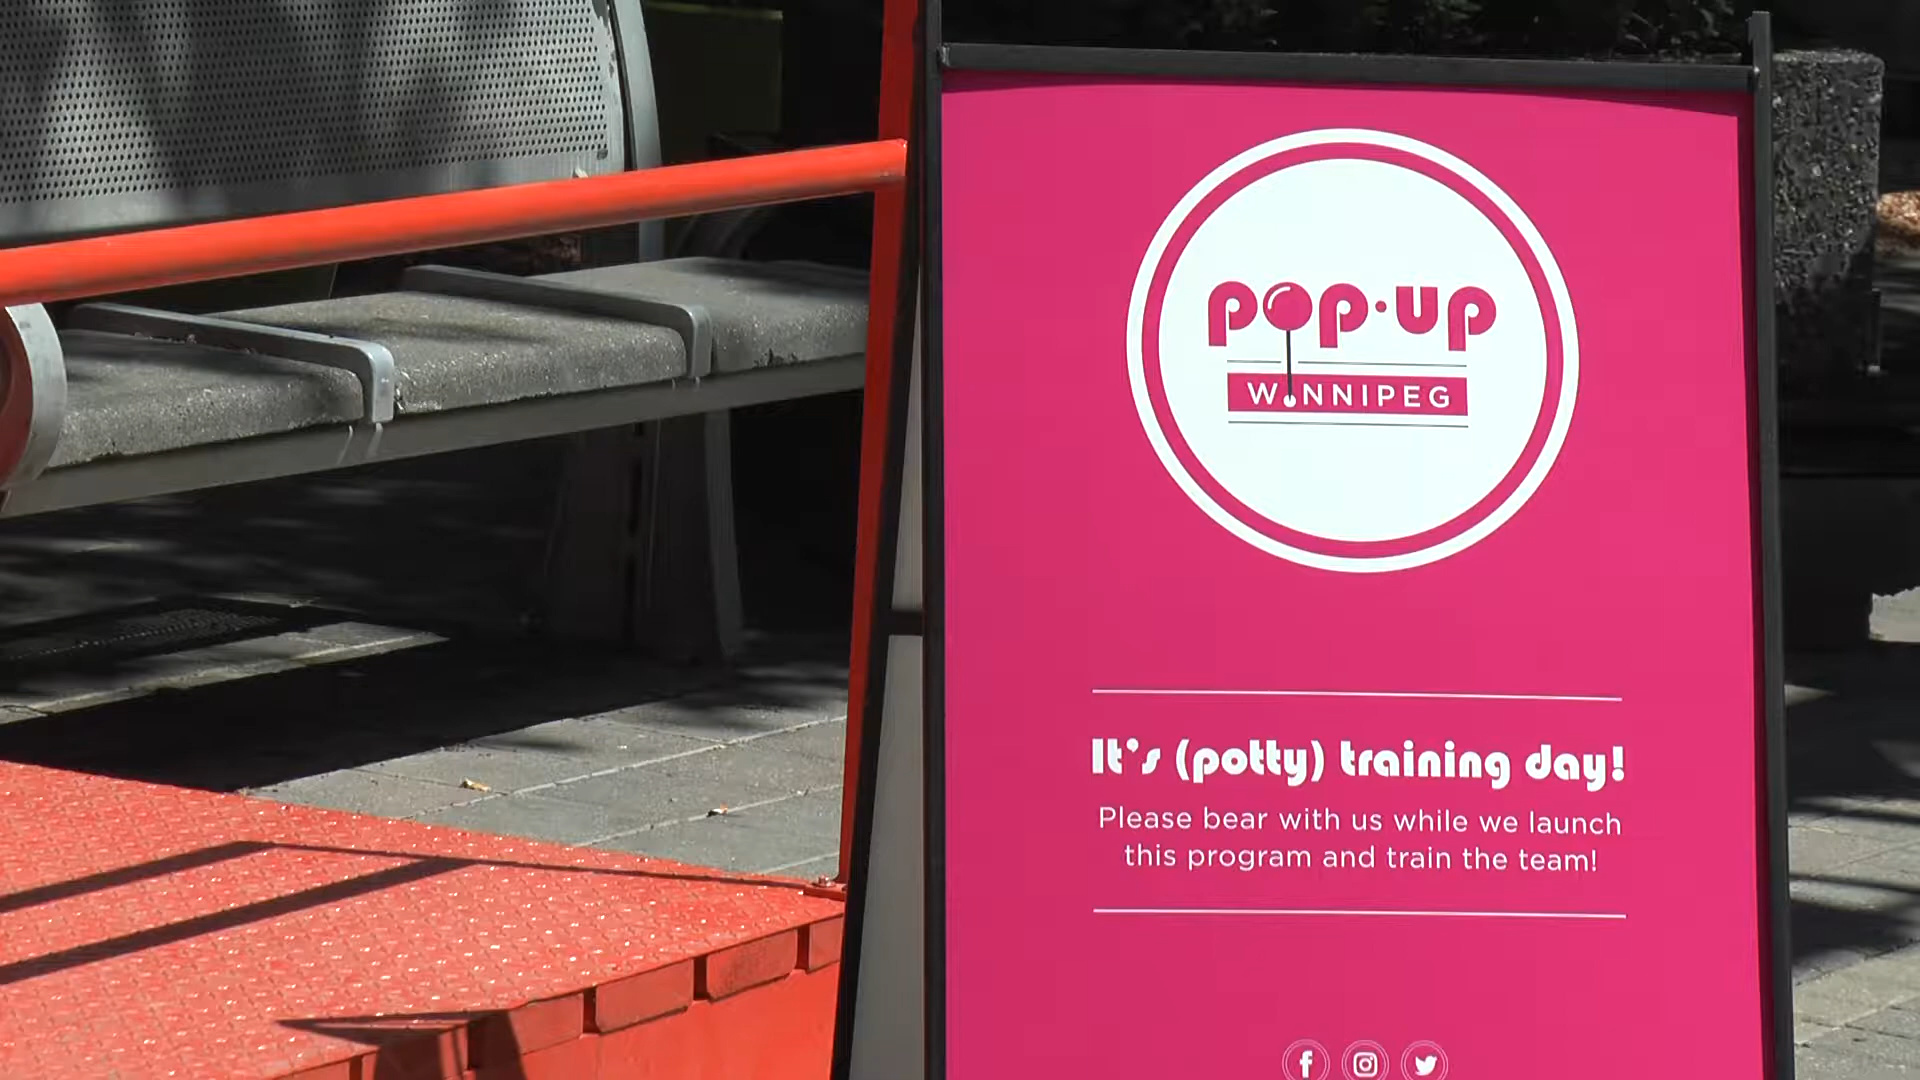 pop·up
WINNIPEG
It's (potty) training day!
Please bear with us while we launch
this program and train the team!